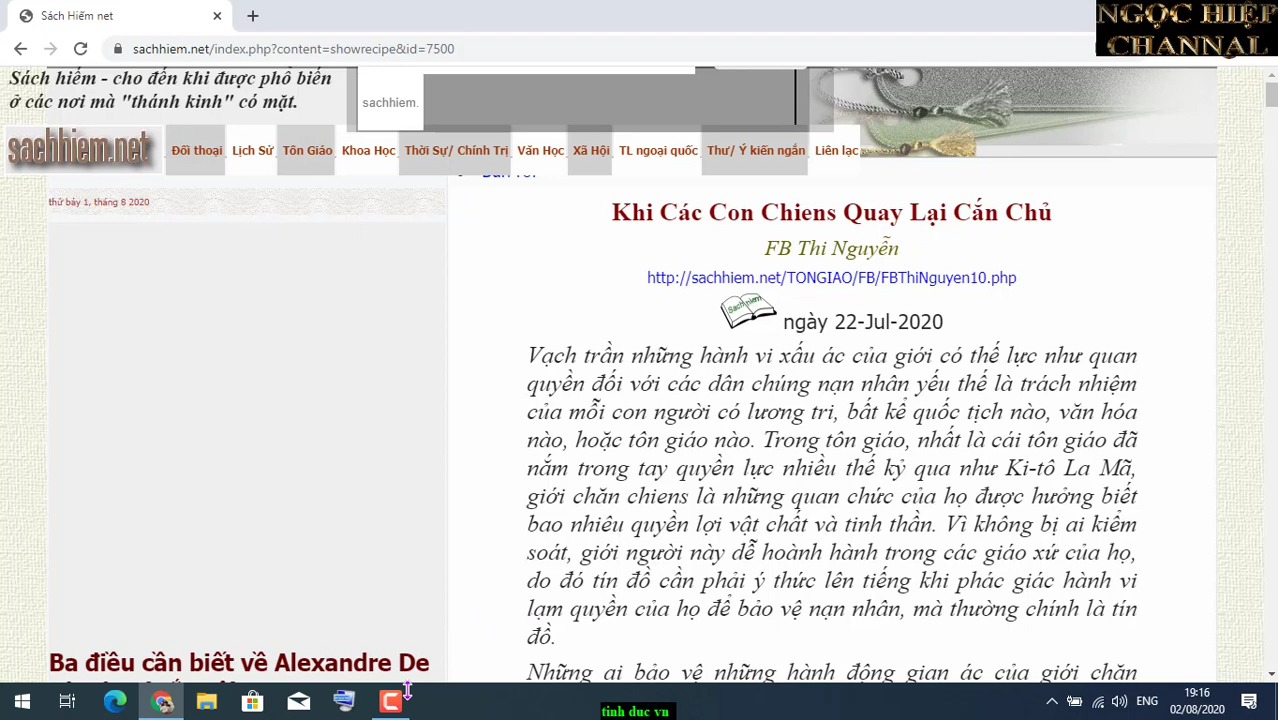 Sách Hiếm net
NGỌC HIỆP
CHANNAL
sachhiem.net/index.php?content=showrecipe&id=7500
Sách hiếm - cho đến khi được phổ biến
ở các nơi mà "thánh kinh" có mặt.
sachhiem.
sachhiem.net
Đối thoại Lịch Sử Tôn Giáo Khoa Học Thời Sự/ Chính Trị Văn Học Xã Hội TL ngoại quốc Thư/ Ý kiến ngắn Liên lạc
thứ bảy 1, tháng 8 2020
Khi Các Con Chiens Quay Lại Cắn Chủ
FB Thi Nguyễn
http://sachhiem.net/TONGIAO/FB/FBThiNguyen10.php
Sach hiem
ngày 22-Jul-2020
Vạch trần những hành vi xấu ác của giới có thế lực như quan
quyền đối với các dân chúng nạn nhân yếu thế là trách nhiệm
của mỗi con người có lương tri, bất kể quốc tịch nào, văn hóa
nào, hoặc tôn giáo nào. Trong tôn giáo, nhất là cái tôn giáo đã
nắm trong tay quyền lực nhiều thế kỷ qua như Ki-tô La Mã,
giới chăn chiens là những quan chức của họ được hưởng biết
bao nhiêu quyền lợi vật chất và tinh thần. Vì không bị ai kiểm
soát, giới người này dễ hoành hành trong các giáo xứ của họ,
do đó tín đồ cần phải ý thức lên tiếng khi phác giác hành vi
lạm quyền của họ để bảo vệ nạn nhân, mà thường chính là tín
đồ.
Những ai bảo vệ những hành động gian ác của giới chăn
Ba điều cần biết về Alexandre De
ENG
19:16
02/08/2020
tinh duc vn